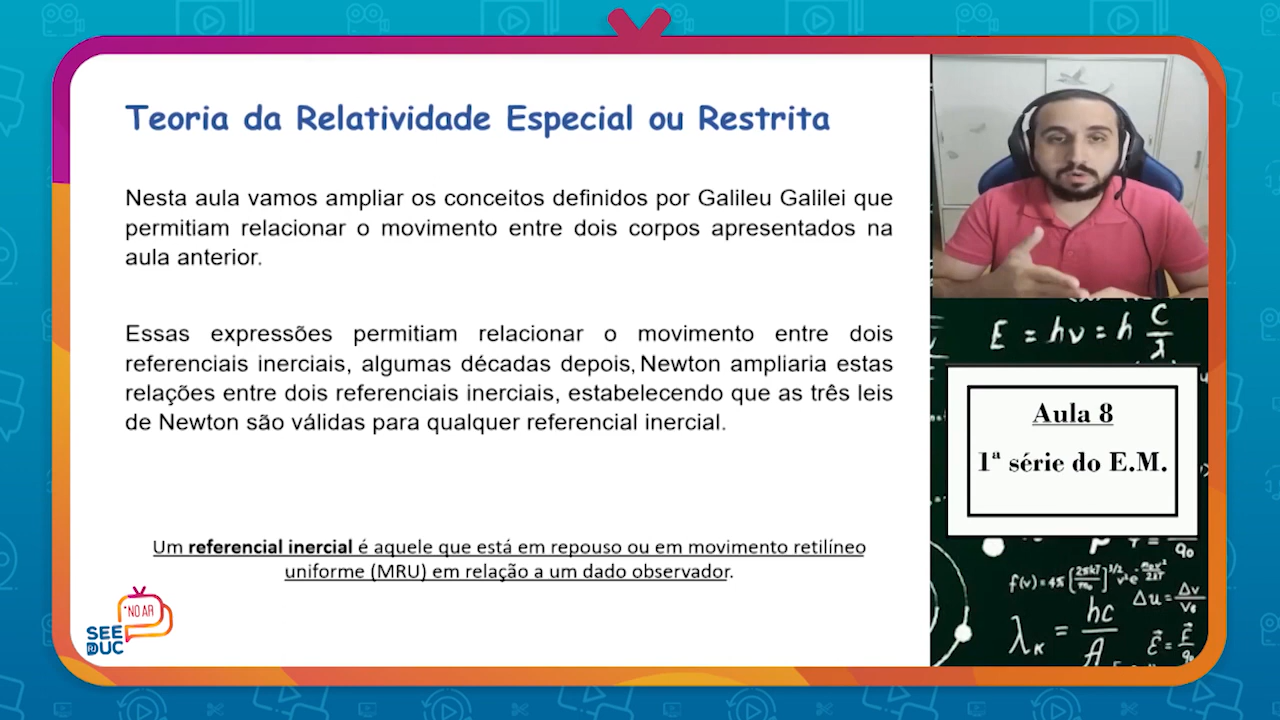 Teoria da Relatividade Especial ou Restrita
Nesta aula vamos ampliar os conceitos definidos por Galileu Galilei que
permitiam relacionar o movimento entre dois corpos apresentados na
aula anterior.
Essas expressões permitiam relacionar o movimento entre dois
referenciais inerciais, algumas décadas depois, Newton ampliaria estas
relações entre dois referenciais inerciais, estabelecendo que as três leis
de Newton são válidas para qualquer referencial inercial.
Um referencial inercial é aquele que está em repouso ou em movimento retilíneo
uniforme (MRU) em relação a um dado observador.
NO AR
SEE
RJ DUC
E = hν = h C/λ
Aula 8
1ª série do E.M.
Δu = Δv
λK = hc/A